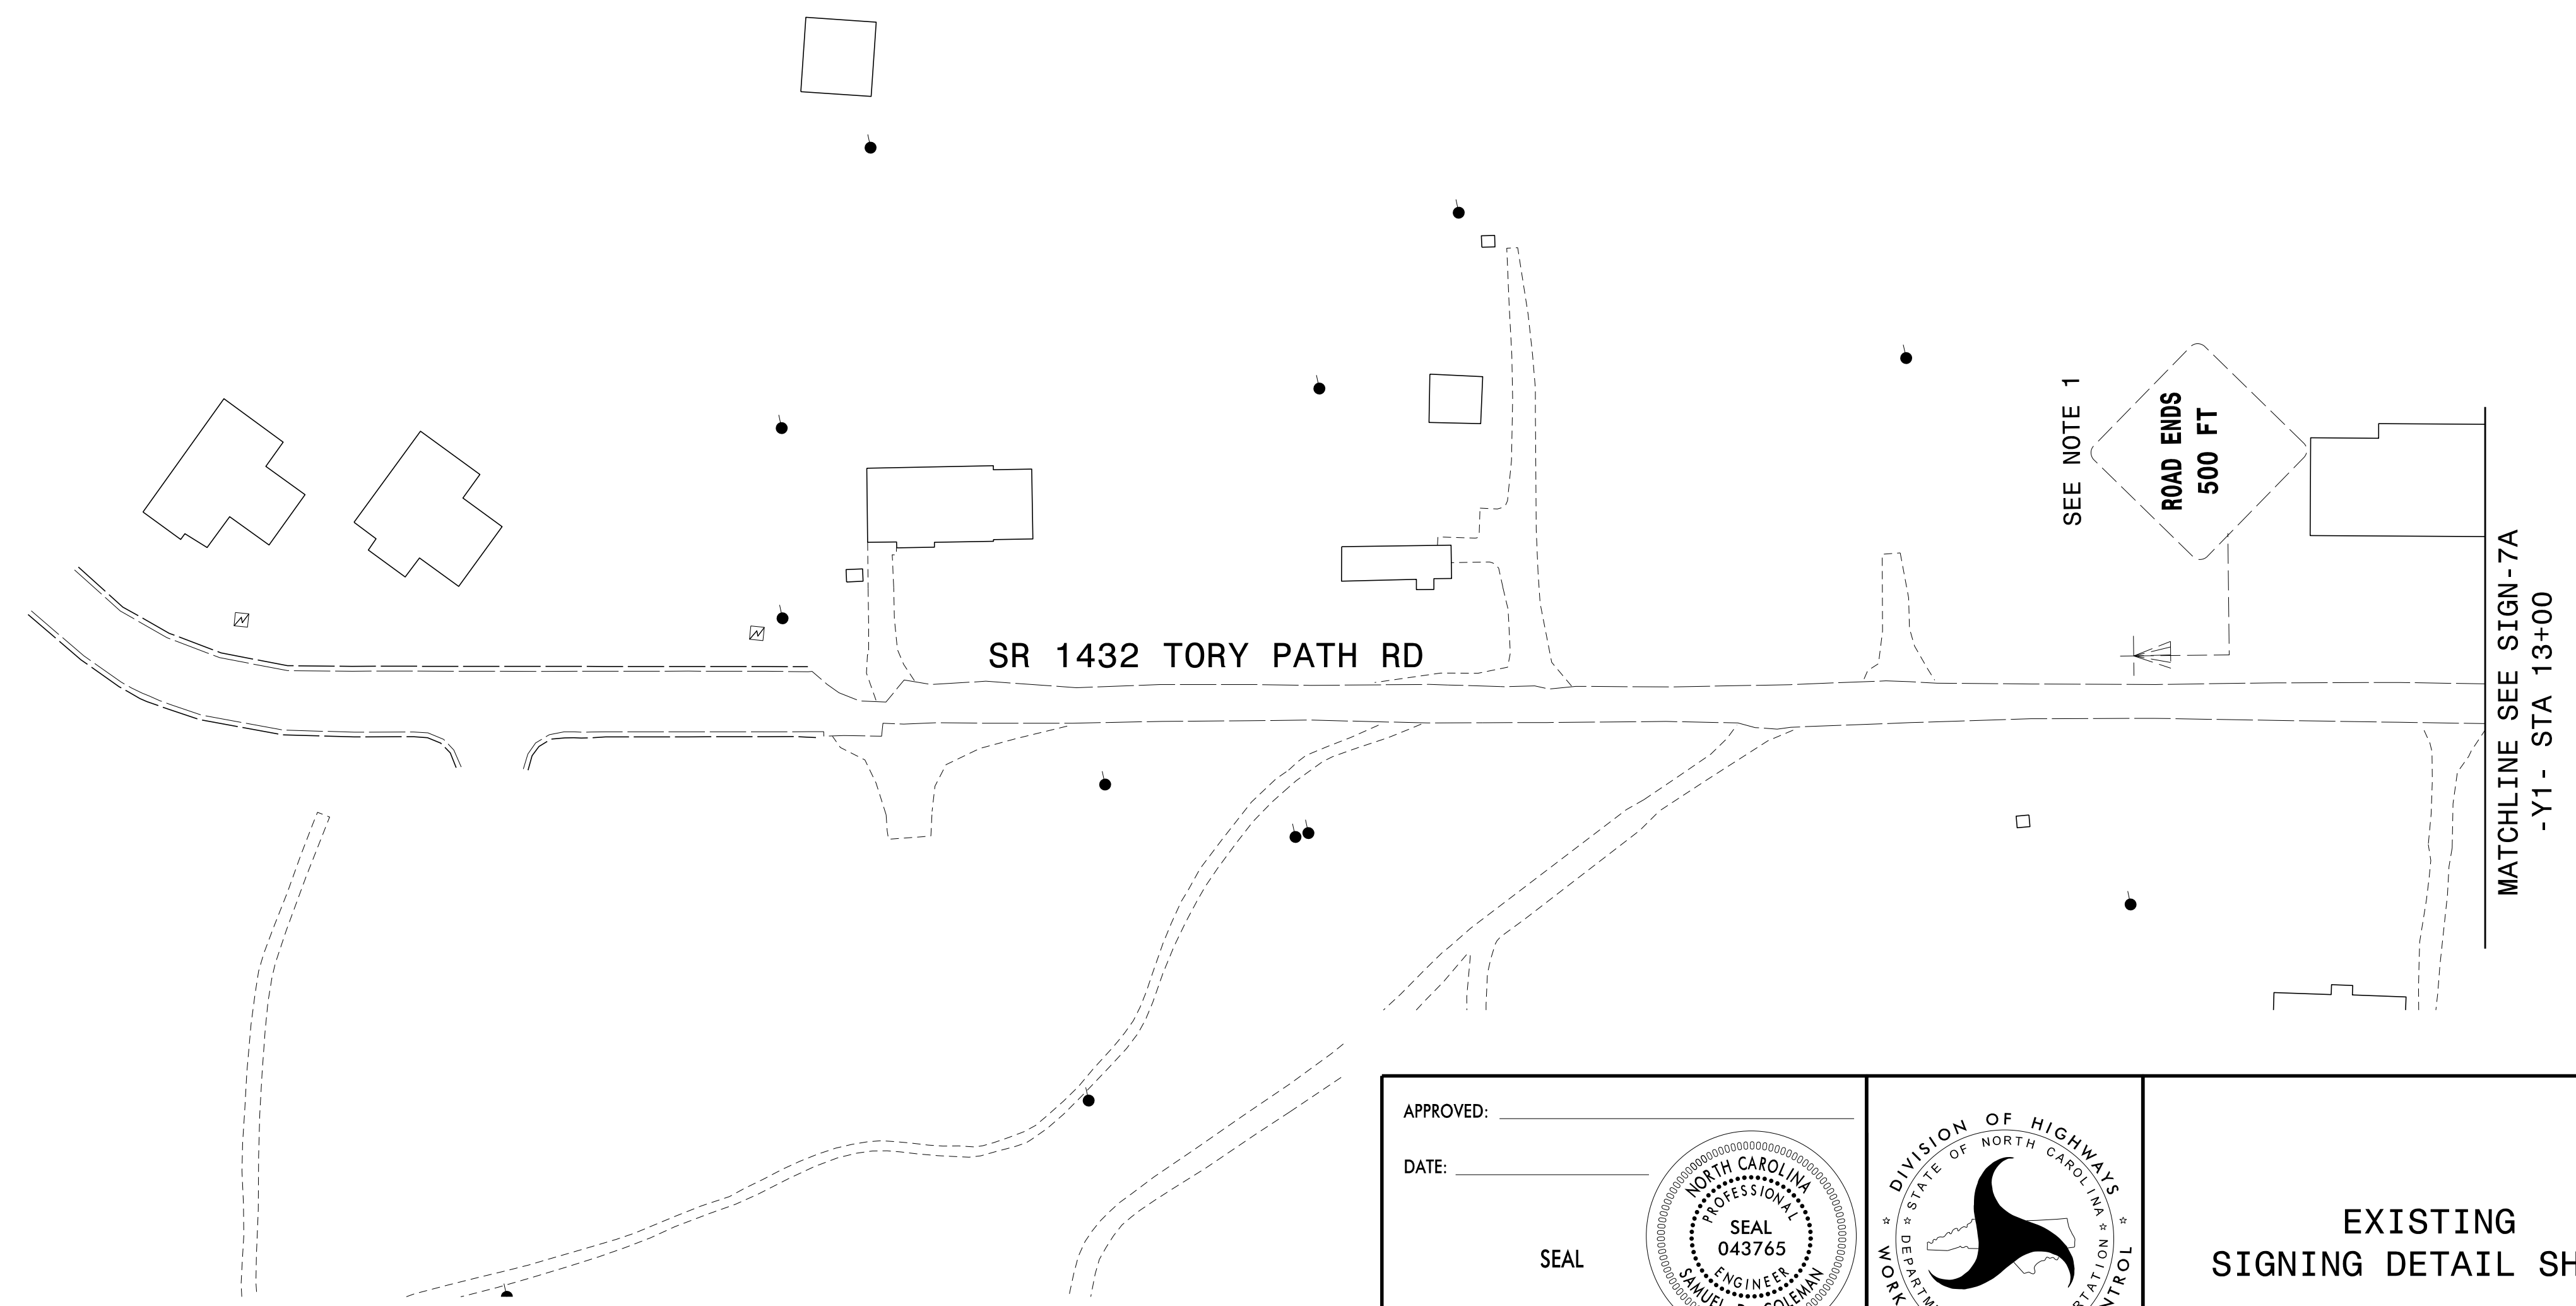 SEE NOTE 1
ROAD ENDS
500 FT
SR 1432 TORY PATH RD
MATCHLINE SEE SIGN-7A
-Y1- STA 13+00
APPROVED:
DATE:
SEAL
NORTH CAROLINA
PROFESSIONAL
SEAL
043765
ENGINEER
SAMUEL
DIVISION OF HIGHWAYS
STATE OF NORTH CAROLINA
EXISTING
SIGNING DETAIL SH